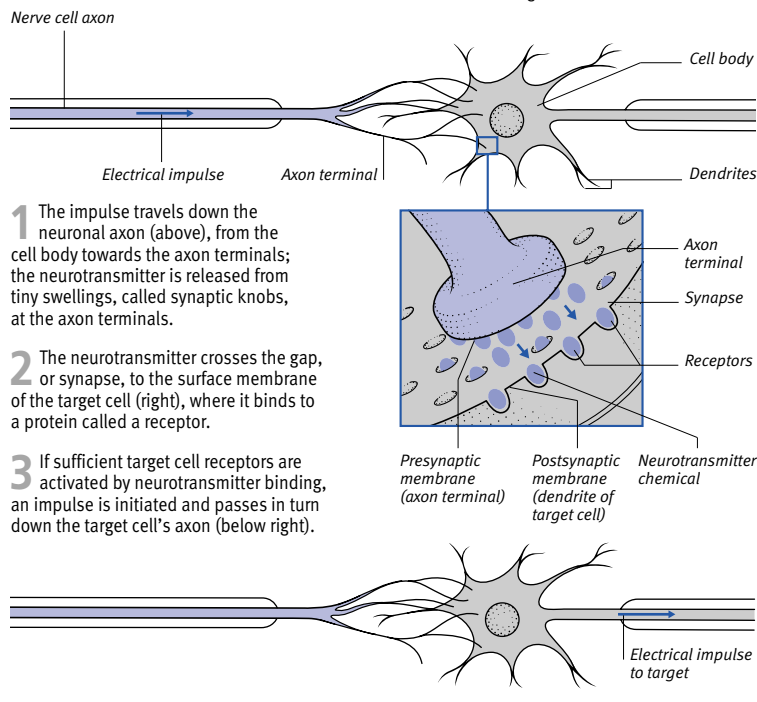 Nerve cell axon
Cell body
Electrical impulse
Axon terminal
Dendrites
1 The impulse travels down the
neuronal axon (above), from the
cell body towards the axon terminals;
the neurotransmitter is released from
tiny swellings, called synaptic knobs,
at the axon terminals.
2 The neurotransmitter crosses the gap,
or synapse, to the surface membrane
of the target cell (right), where it binds to
a protein called a receptor.
3 If sufficient target cell receptors are
activated by neurotransmitter binding,
an impulse is initiated and passes in turn
down the target cell's axon (below right).
Axon
terminal
Synapse
Receptors
Presynaptic
membrane
(axon terminal)
Postsynaptic
membrane
(dendrite of
target cell)
Neurotransmitter
chemical
Electrical impulse
to target